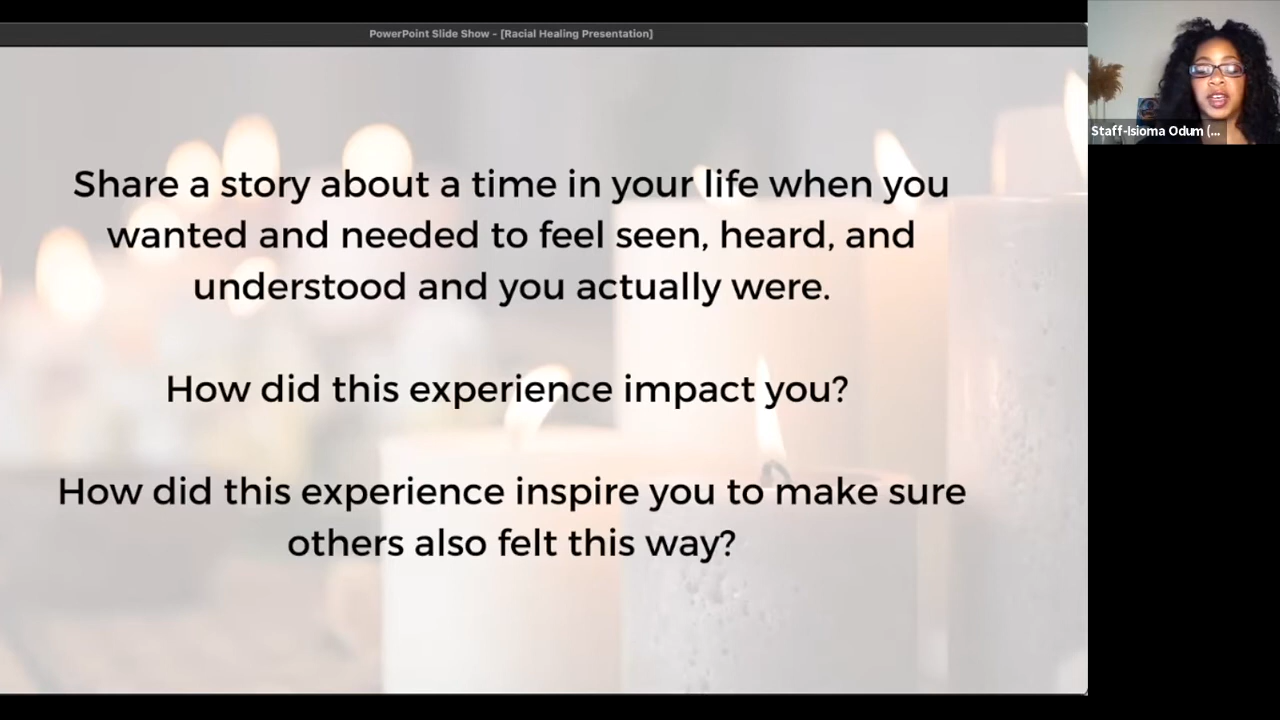 PowerPoint Slide Show - [Racial Healing Presentation]
Staff-Isioma Odum (...
Share a story about a time in your life when you
wanted and needed to feel seen, heard, and
understood and you actually were.
How did this experience impact you?
How did this experience inspire you to make sure
others also felt this way?